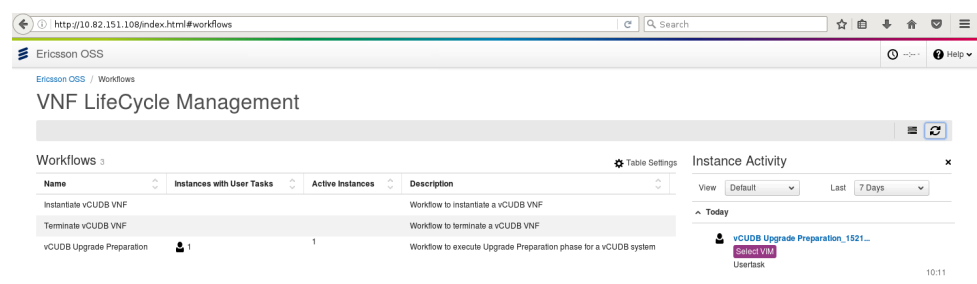 http://10.82.151.108/index.html#workflows
Search
Ericsson OSS
--:--
Help
Ericsson OSS / Workflows
VNF LifeCycle Management
Workflows 3
Table Settings
Instance Activity
Name
Instances with User Tasks
Active Instances
Description
View Default
Last 7 Days
Instantiate vCUDB VNF
Workflow to instantiate a vCUDB VNF
Today
Terminate vCUDB VNF
Workflow to terminate a vCUDB VNF
vCUDB Upgrade Preparation
1
1
Workflow to execute Upgrade Preparation phase for a vCUDB system
vCUDB Upgrade Preparation_1521...
Select VIM
Usertask
10:11